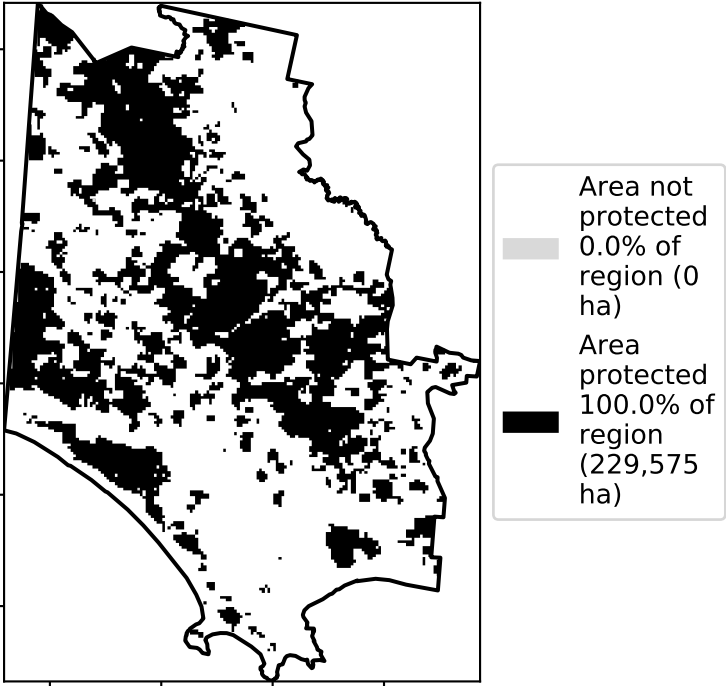 Area not
protected
0.0% of
region (0
ha)
Area
protected
100.0% of
region
(229,575
ha)